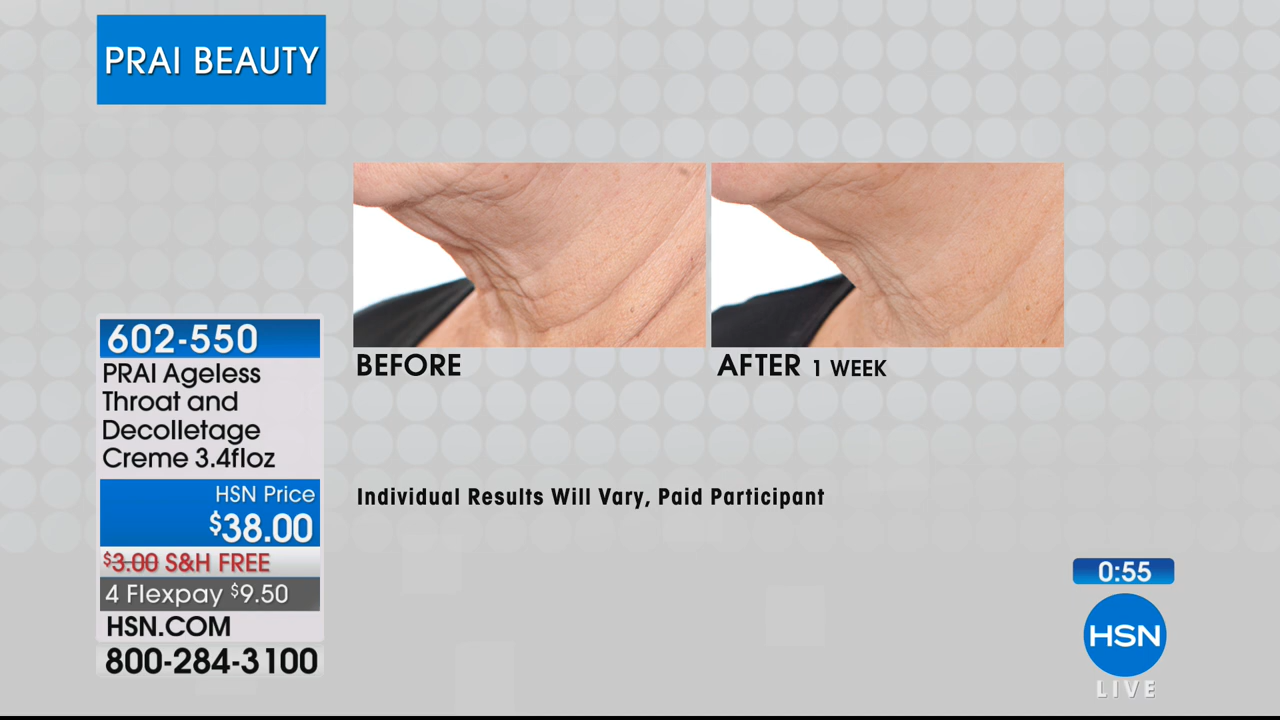 PRAI BEAUTY
BEFORE
AFTER 1 WEEK
Individual Results Will Vary, Paid Participant
602-550
PRAI Ageless
Throat and
Decolletage
Creme 3.4floz
HSN Price
$38.00
$3.00 S&H FREE
4 Flexpay $9.50
HSN.COM
800-284-3100
0:55
HSN
LIVE